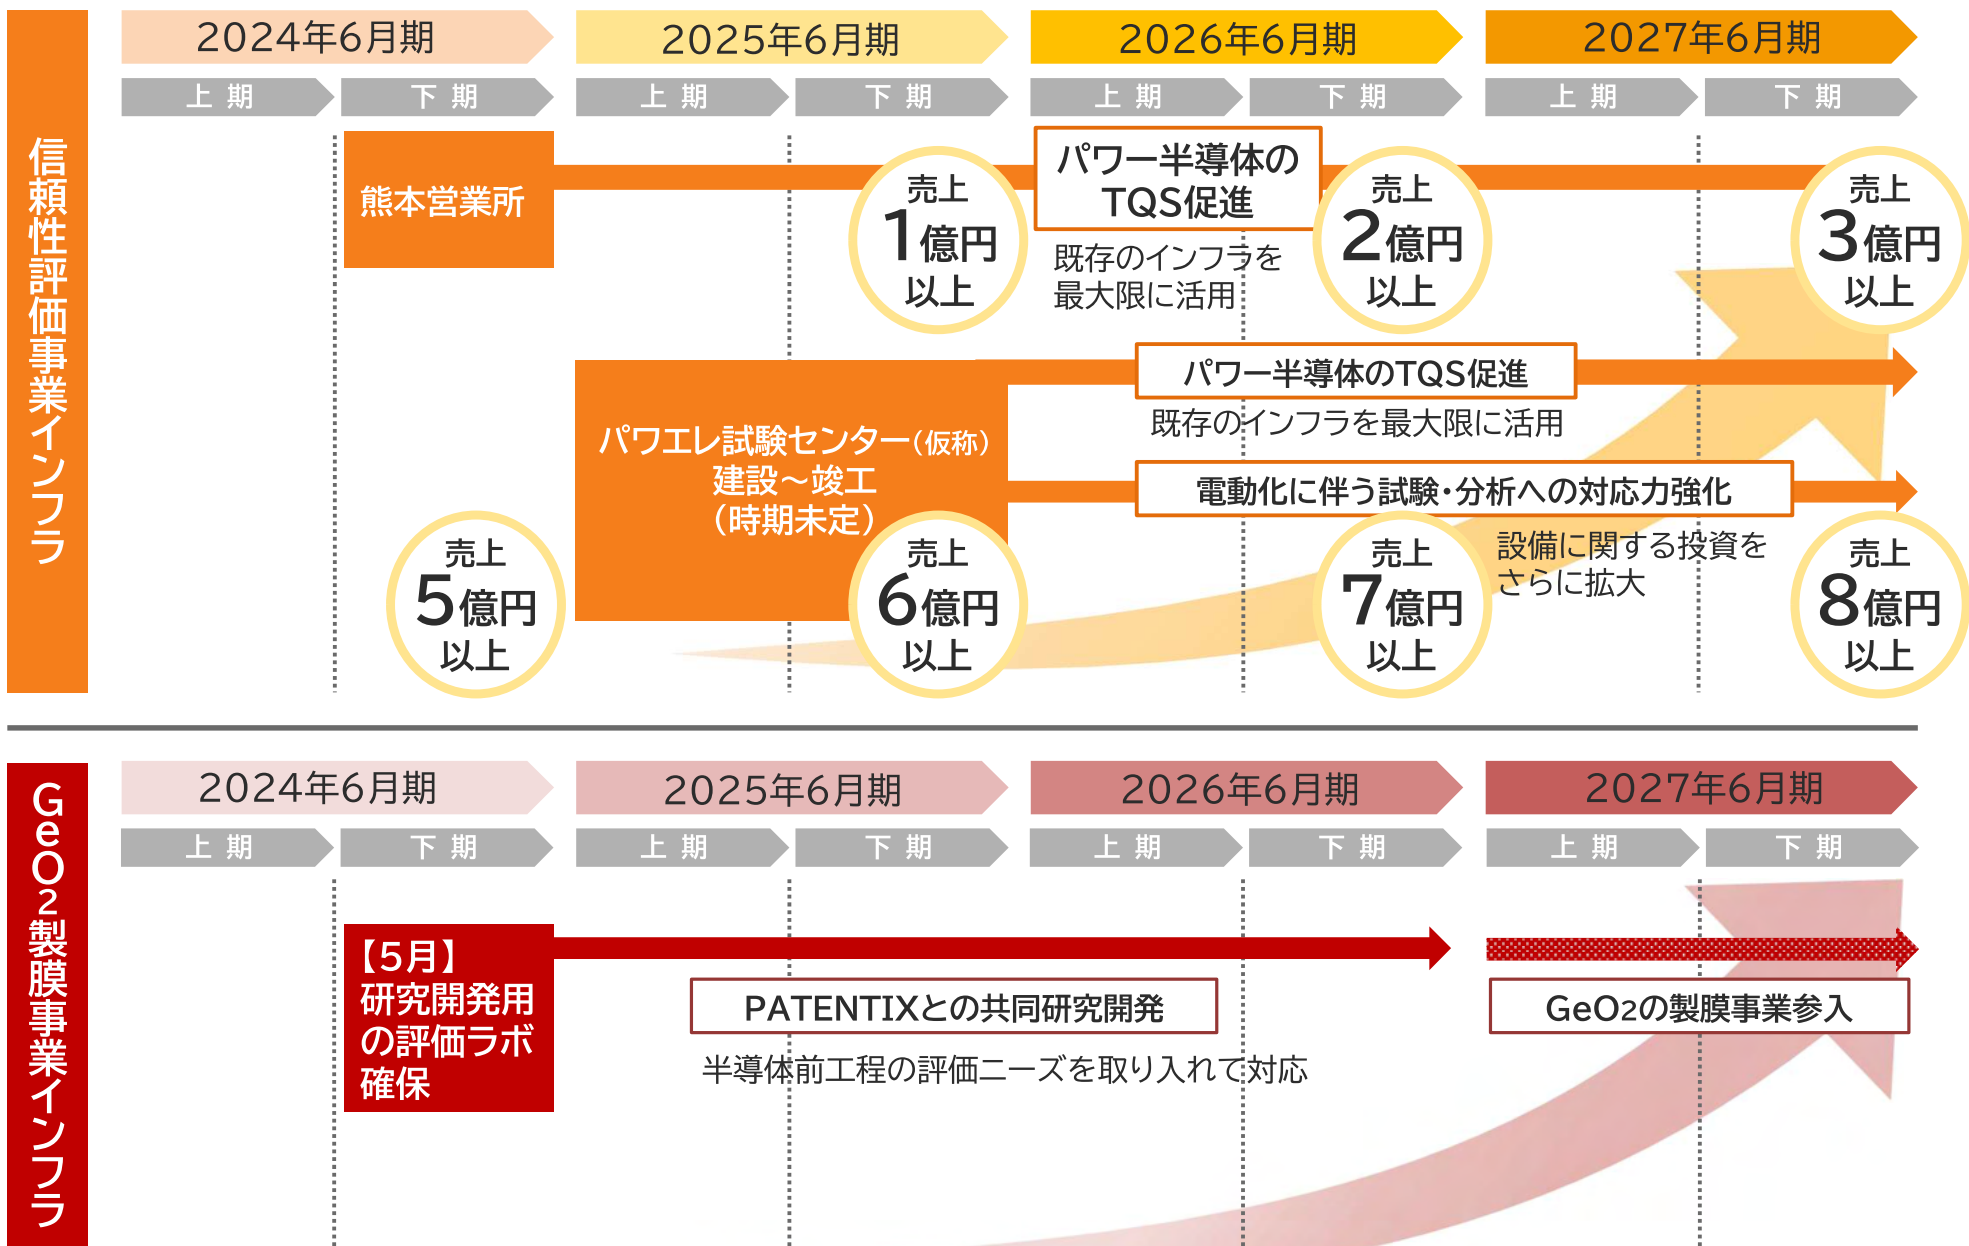 信頼性評価事業インフラ
2024年6月期
2025年6月期
2026年6月期
2027年6月期
上 期
下 期
上 期
下 期
上 期
下 期
上 期
下 期
熊本営業所
売上
1億円
以上
パワー半導体の
TQS促進
既存のインフラを
最大限に活用
売上
2億円
以上
売上
3億円
以上
パワエレ試験センター(仮称)
建設～竣工
(時期未定)
パワー半導体のTQS促進
既存のインフラを最大限に活用
電動化に伴う試験・分析への対応力強化
設備に関する投資を
さらに拡大
売上
5億円
以上
売上
6億円
以上
売上
7億円
以上
売上
8億円
以上
GeO2製膜事業インフラ
2024年6月期
2025年6月期
2026年6月期
2027年6月期
上 期
下 期
上 期
下 期
上 期
下 期
上 期
下 期
【5月】
研究開発用
の評価ラボ
確保
PATENTIXとの共同研究開発
半導体前工程の評価ニーズを取り入れて対応
GeO2の製膜事業参入